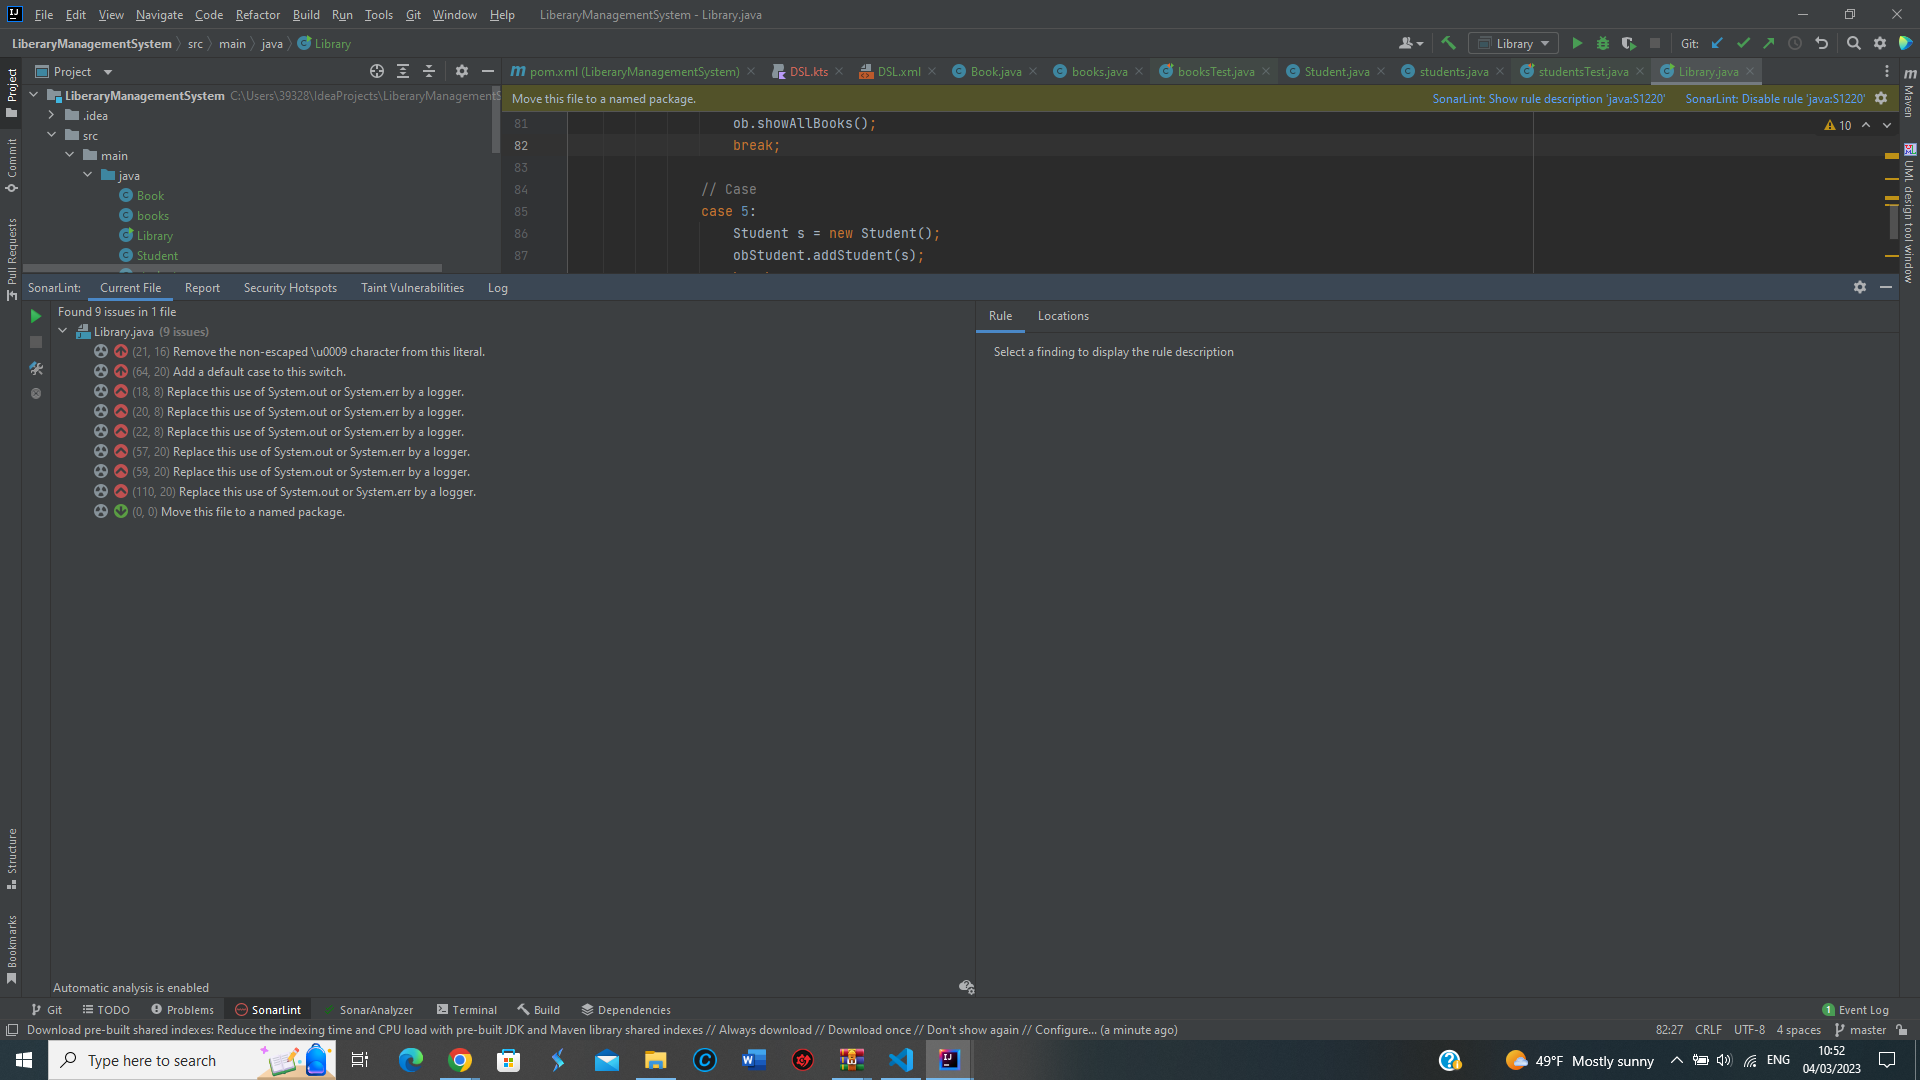 File Edit View Navigate Code Refactor Build Run Tools Git Window Help LiberaryManagementSystem - Library.java
LiberaryManagementSystem src main java Library
Library Git:
Project
pom.xml (LiberaryManagementSystem) DSL.kts DSL.xml Book.java books.java booksTest.java Student.java students.java studentsTest.java Library.java
LiberaryManagementSystem C:\Users\39328\IdeaProjects\LiberaryManagementS
.idea
src
main
java
Book
books
Library
Student
Move this file to a named package. SonarLint: Show rule description 'java:S1220' SonarLint: Disable rule 'java:S1220'
10
81 ob.showAllBooks();
82 break;
83
84 // Case
85 case 5:
86 Student s = new Student();
87 obStudent.addStudent(s);
Project
Commit
Pull Requests
Structure
Bookmarks
Maven
UML design tool window
SonarLint: Current File Report Security Hotspots Taint Vulnerabilities Log
Found 9 issues in 1 file
Library.java (9 issues)
(21, 16) Remove the non-escaped \u0009 character from this literal.
(64, 20) Add a default case to this switch.
(18, 8) Replace this use of System.out or System.err by a logger.
(20, 8) Replace this use of System.out or System.err by a logger.
(22, 8) Replace this use of System.out or System.err by a logger.
(57, 20) Replace this use of System.out or System.err by a logger.
(59, 20) Replace this use of System.out or System.err by a logger.
(110, 20) Replace this use of System.out or System.err by a logger.
(0, 0) Move this file to a named package.
Rule Locations
Select a finding to display the rule description
Automatic analysis is enabled
Git TODO Problems SonarLint SonarAnalyzer Terminal Build Dependencies 1 Event Log
Download pre-built shared indexes: Reduce the indexing time and CPU load with pre-built JDK and Maven library shared indexes // Always download // Download once // Don't show again // Configure... (a minute ago) 82:27 CRLF UTF-8 4 spaces master
Type here to search
49°F Mostly sunny ENG
10:52
04/03/2023